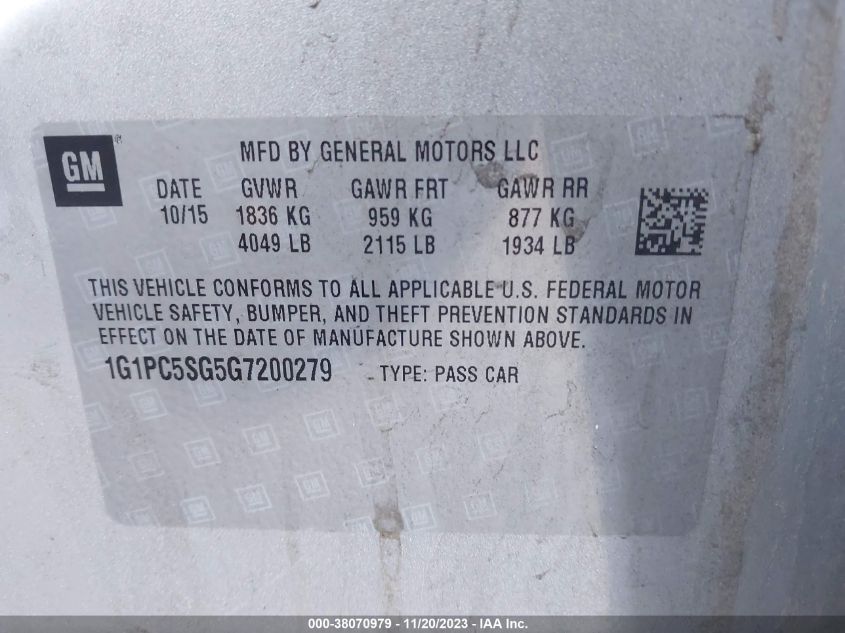 GM
MFD BY GENERAL MOTORS LLC
DATE GVWR GAWR FRT GAWR RR
10/15 1836 KG 959 KG 877 KG
4049 LB 2115 LB 1934 LB
THIS VEHICLE CONFORMS TO ALL APPLICABLE U.S. FEDERAL MOTOR
VEHICLE SAFETY, BUMPER, AND THEFT PREVENTION STANDARDS IN
EFFECT ON THE DATE OF MANUFACTURE SHOWN ABOVE.
1G1PC5SG5G7200279 TYPE: PASS CAR
000-38070979 - 11/20/2023 - IAA Inc.